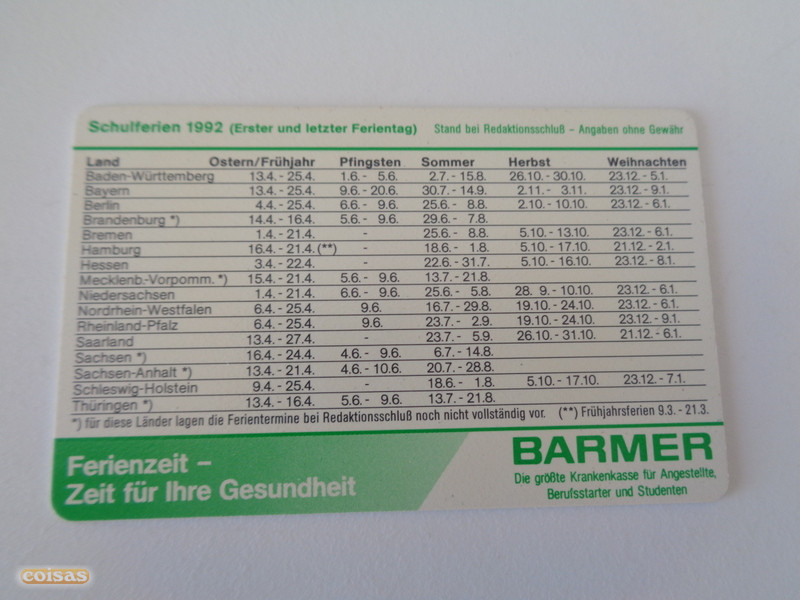 Schulferien 1992 (Erster und letzter Ferientag) Stand bei Redaktionsschluß – Angaben ohne Gewähr
Land Ostern/Frühjahr Pfingsten Sommer Herbst Weihnachten
Baden-Württemberg 13.4. - 25.4. 1.6. - 5.6. 2.7. - 15.8. 26.10. - 30.10. 23.12. - 5.1.
Bayern 13.4. - 25.4. 9.6. - 20.6. 30.7. - 14.9. 2.11. - 3.11. 23.12. - 9.1.
Berlin 4.4. - 25.4. 6.6. - 9.6. 25.6. - 8.8. 2.10. - 10.10. 23.12. - 6.1.
Brandenburg *) 14.4. - 16.4. 5.6. - 9.6. 29.6. - 7.8.
Bremen 1.4. - 21.4. - 25.6. - 8.8. 5.10. - 13.10. 23.12. - 6.1.
Hamburg 16.4. - 21.4. (**) - 18.6. - 1.8. 5.10. - 17.10. 21.12. - 2.1.
Hessen 3.4. - 22.4. - 22.6. - 31.7. 5.10. - 16.10. 23.12. - 8.1.
Mecklenb.-Vorpomm. *) 15.4. - 21.4. 5.6. - 9.6. 13.7. - 21.8.
Niedersachsen 1.4. - 21.4. 6.6. - 9.6. 25.6. - 5.8. 28. 9. - 10.10. 23.12. - 6.1.
Nordrhein-Westfalen 6.4. - 25.4. 9.6. 16.7. - 29.8. 19.10. - 24.10. 23.12. - 6.1.
Rheinland-Pfalz 6.4. - 25.4. 9.6. 23.7. - 2.9. 19.10. - 24.10. 23.12. - 9.1.
Saarland 13.4. - 27.4. - 23.7. - 5.9. 26.10. - 31.10. 21.12. - 6.1.
Sachsen *) 16.4. - 24.4. 4.6. - 9.6. 6.7. - 14.8.
Sachsen-Anhalt *) 13.4. - 21.4. 4.6. - 10.6. 20.7. - 28.8.
Schleswig-Holstein 9.4. - 25.4. - 18.6. - 1.8. 5.10. - 17.10. 23.12. - 7.1.
Thüringen *) 13.4. - 16.4. 5.6. - 9.6. 13.7. - 21.8.
*) für diese Länder lagen die Ferientermine bei Redaktionsschluß noch nicht vollständig vor. (**) Frühjahrsferien 9.3. - 21.3.
Ferienzeit –
Zeit für Ihre Gesundheit
BARMER
Die größte Krankenkasse für Angestellte,
Berufsstarter und Studenten
coisas